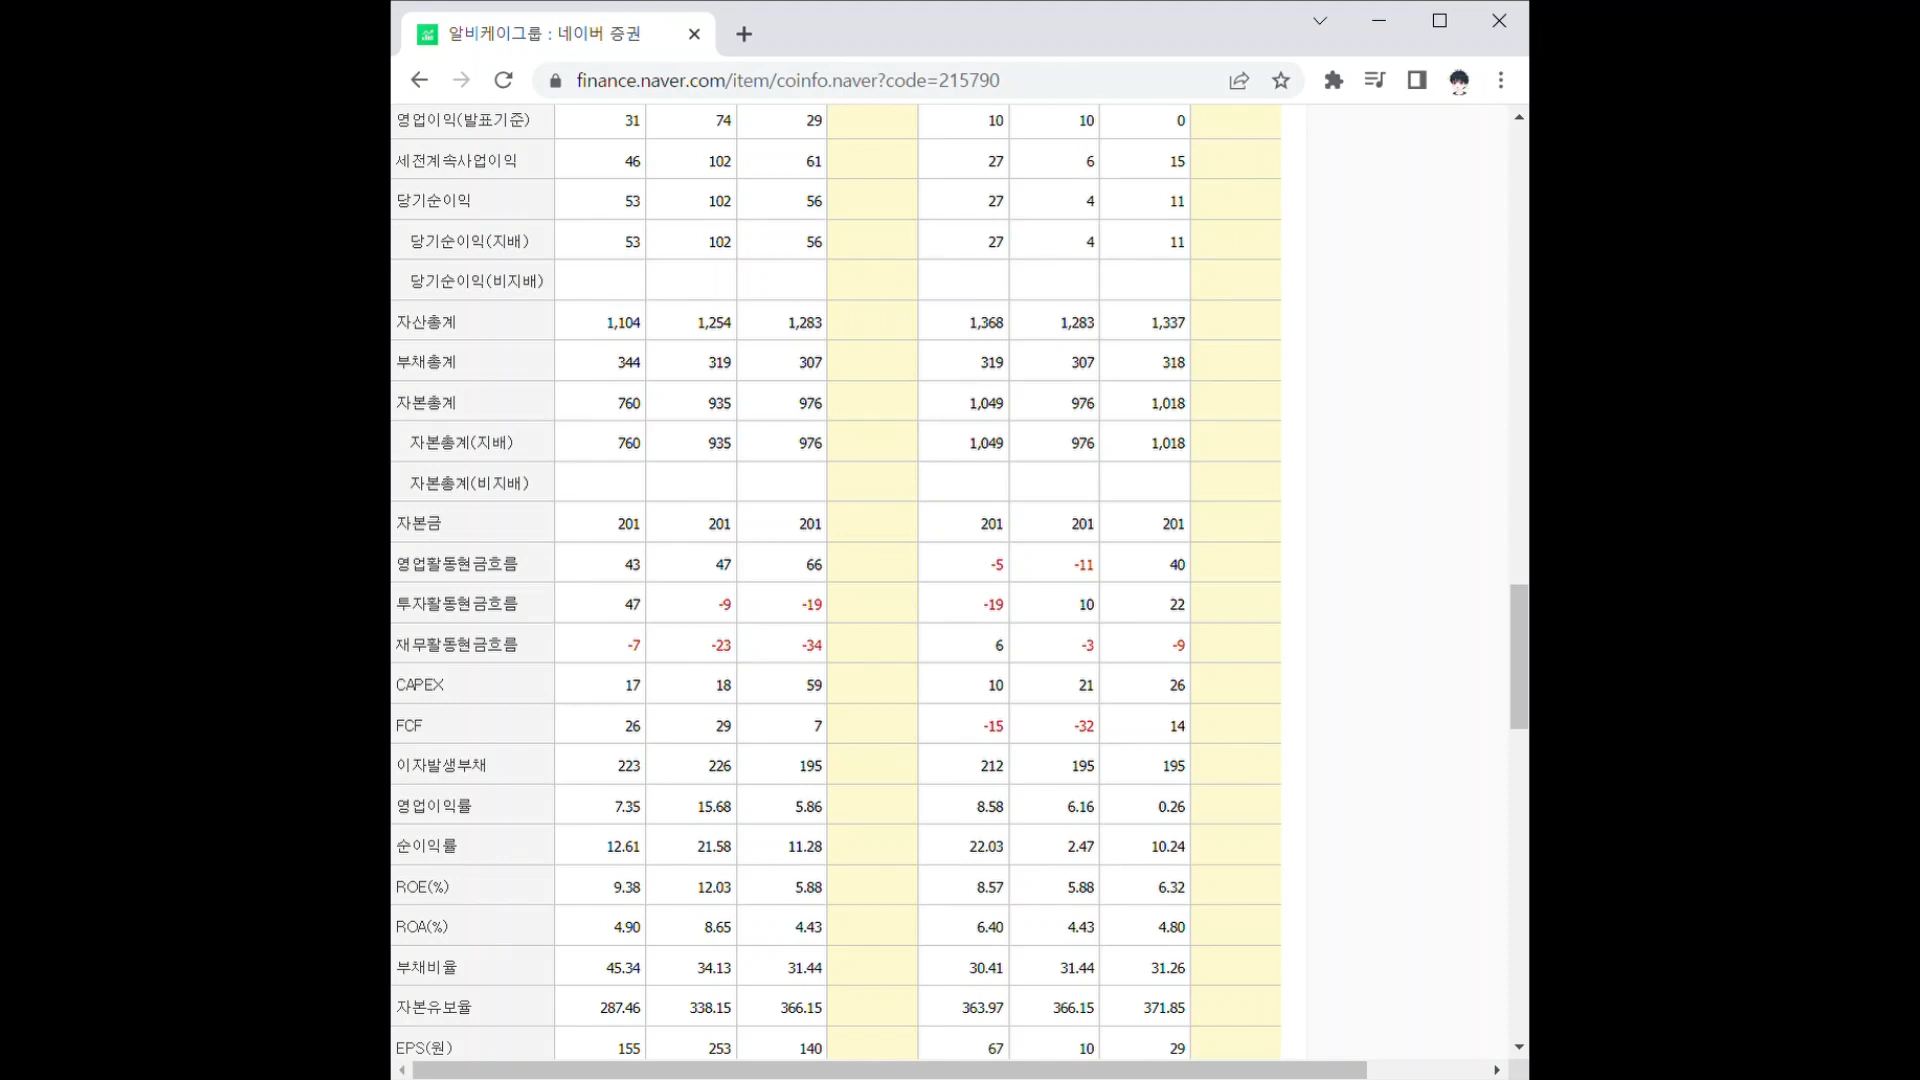 알비케이그룹 : 네이버 증권
finance.naver.com/item/coinfo.naver?code=215790
영업이익(발표기준) 31 74 29 10 10 0
세전계속사업이익 46 102 61 27 6 15
당기순이익 53 102 56 27 4 11
당기순이익(지배) 53 102 56 27 4 11
당기순이익(비지배)
자산총계 1,104 1,254 1,283 1,368 1,283 1,337
부채총계 344 319 307 319 307 318
자본총계 760 935 976 1,049 976 1,018
자본총계(지배) 760 935 976 1,049 976 1,018
자본총계(비지배)
자본금 201 201 201 201 201 201
영업활동현금흐름 43 47 66 -5 -11 40
투자활동현금흐름 47 -9 -19 -19 10 22
재무활동현금흐름 -7 -23 -34 6 -3 -9
CAPEX 17 18 59 10 21 26
FCF 26 29 7 -15 -32 14
이자발생부채 223 226 195 212 195 195
영업이익률 7.35 15.68 5.86 8.58 6.16 0.26
순이익률 12.61 21.58 11.28 22.03 2.47 10.24
ROE(%) 9.38 12.03 5.88 8.57 5.88 6.32
ROA(%) 4.90 8.65 4.43 6.40 4.43 4.80
부채비율 45.34 34.13 31.44 30.41 31.44 31.26
자본유보율 287.46 338.15 366.15 363.97 366.15 371.85
EPS(원) 155 253 140 67 10 29